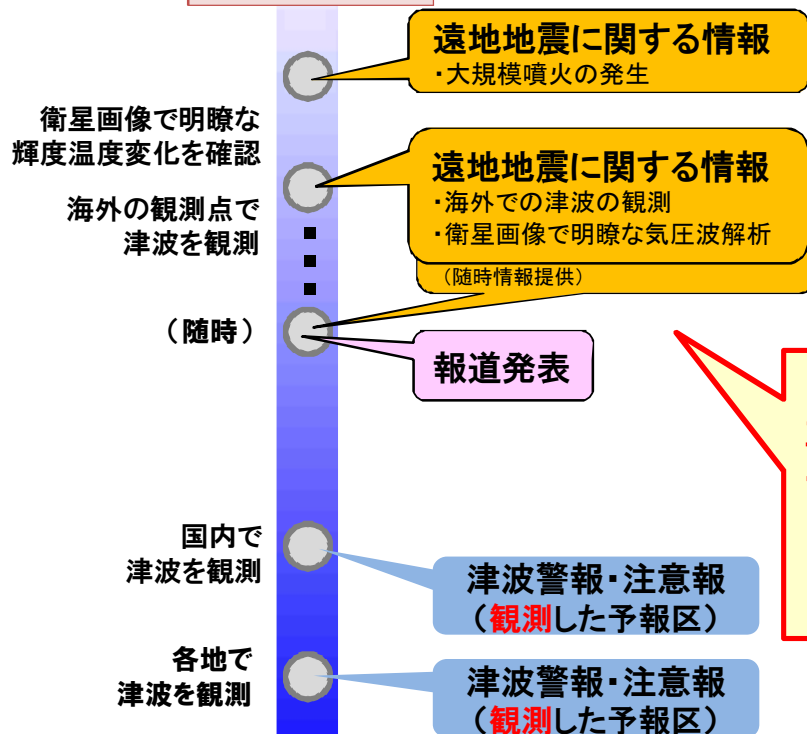 遠地地震に関する情報
・大規模噴火の発生
衛星画像で明瞭な
輝度温度変化を確認
遠地地震に関する情報
・海外での津波の観測
・衛星画像で明瞭な気圧波解析
（随時情報提供）
海外の観測点で
津波を観測
（随時）
報道発表
国内で
津波を観測
津波警報・注意報
（観測した予報区）
各地で
津波を観測
津波警報・注意報
（観測した予報区）